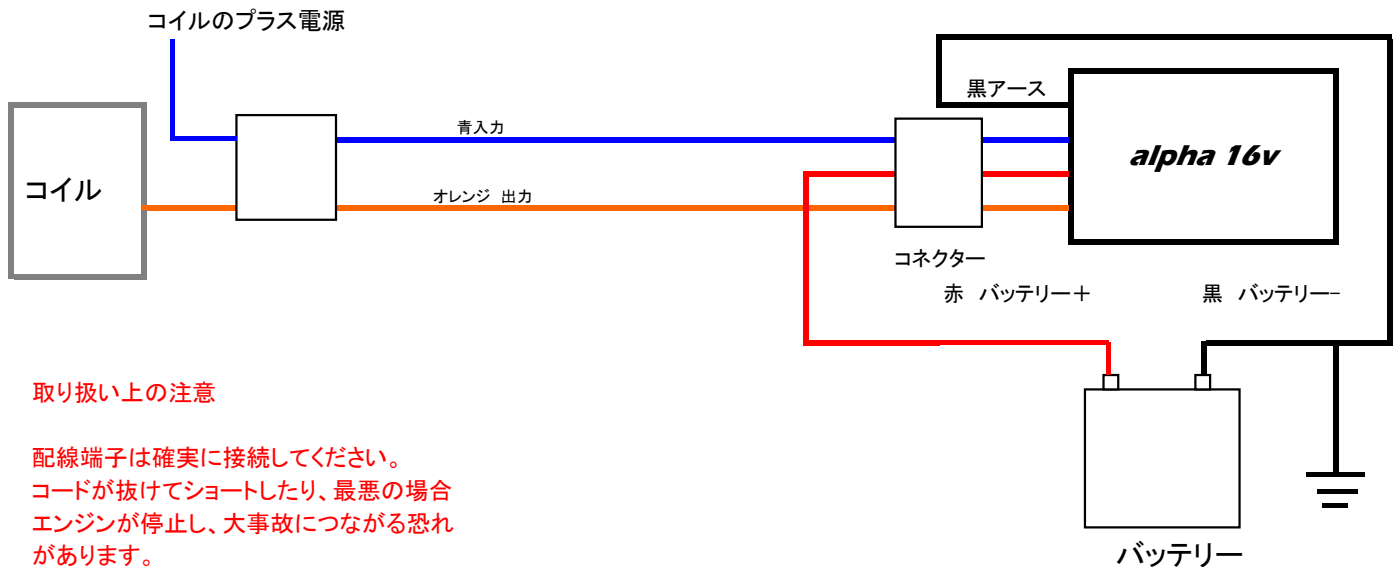 コイルのプラス電源
黒アース
青入力
alpha 16v
コイル
オレンジ 出力
コネクター
赤 バッテリー＋ 黒 バッテリー−
取り扱い上の注意
配線端子は確実に接続してください。
コードが抜けてショートしたり、最悪の場合
エンジンが停止し、大事故につながる恐れ
があります。
バッテリー